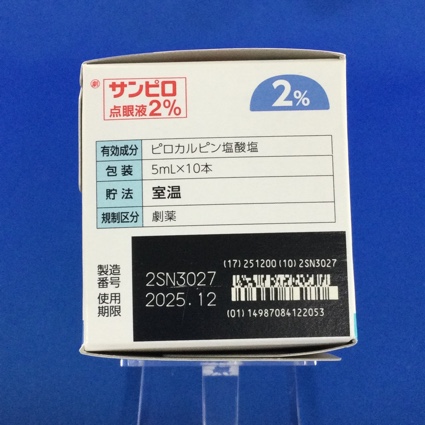 劇
サンピロ
点眼液2%
2%
有効成分 ピロカルピン塩酸塩
包装 5mL×10本
貯法 室温
規制区分 劇薬
(17)251200(10)2SN3027
製造番号 2SN3027
使用期限 2025.12
(01)14987084122053